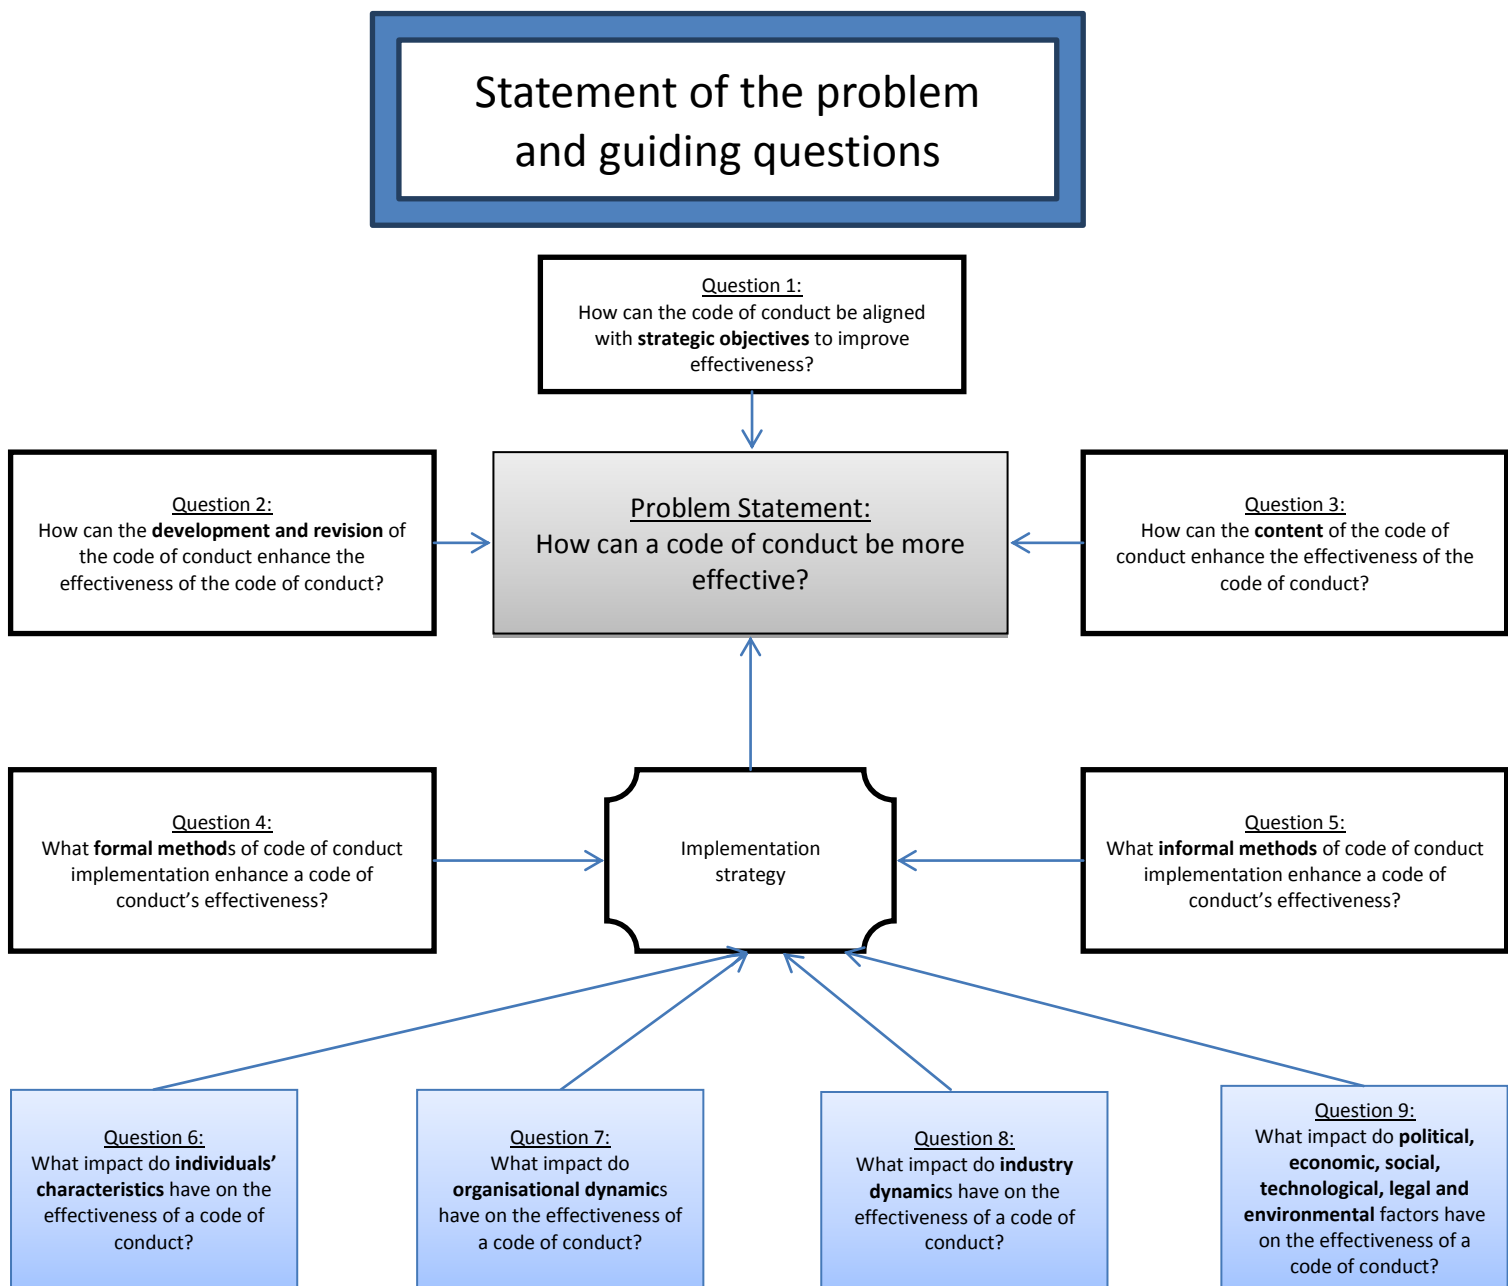 Statement of the problem
and guiding questions
Question 1:
How can the code of conduct be aligned
with strategic objectives to improve
effectiveness?
Question 2:
How can the development and revision of
the code of conduct enhance the
effectiveness of the code of conduct?
Problem Statement:
How can a code of conduct be more
effective?
Question 3:
How can the content of the code of
conduct enhance the effectiveness of the
code of conduct?
Question 4:
What formal methods of code of conduct
implementation enhance a code of
conduct’s effectiveness?
Implementation
strategy
Question 5:
What informal methods of code of conduct
implementation enhance a code of
conduct’s effectiveness?
Question 6:
What impact do individuals’
characteristics have on the
effectiveness of a code of
conduct?
Question 7:
What impact do
organisational dynamics
have on the effectiveness of
a code of conduct?
Question 8:
What impact do industry
dynamics have on the
effectiveness of a code of
conduct?
Question 9:
What impact do political,
economic, social,
technological, legal and
environmental factors have
on the effectiveness of a
code of conduct?